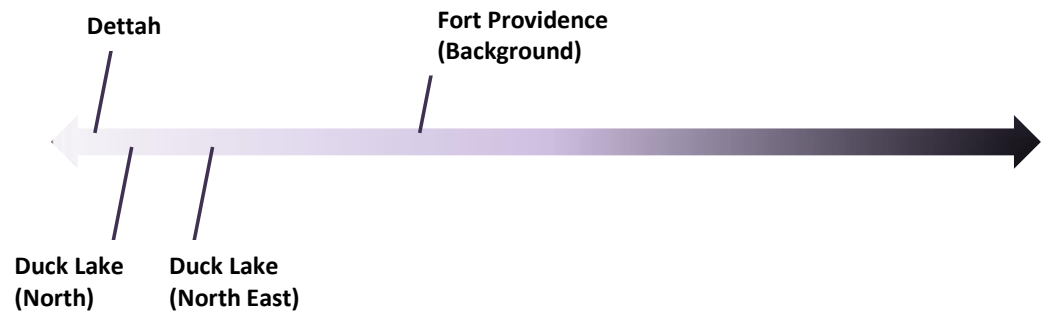 Dettah
Fort Providence
(Background)
Duck Lake
(North)
Duck Lake
(North East)